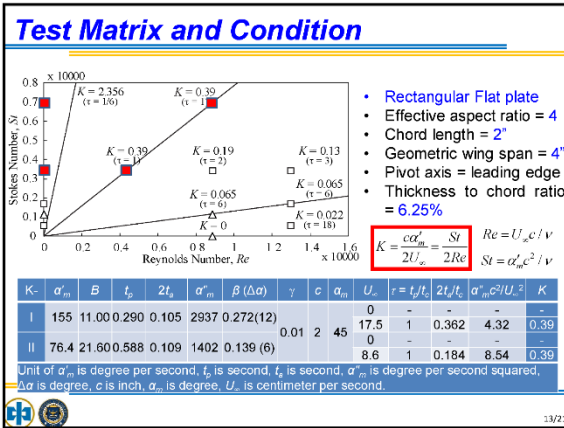 Test Matrix and Condition
x 10000
0.8
0.7
0.6
0.5
0.4
0.3
0.2
0.1
0
Stokes Number, St
K = 2.356
(τ = 1/6)
K = 0.39
(τ = 1)
K = 0.39
(τ = 1)
K = 0.19
(τ = 2)
K = 0.13
(τ = 3)
K = 0.065
(τ = 6)
K = 0.065
(τ = 6)
K = 0
K = 0.022
(τ = 18)
0 0.2 0.4 0.6 0.8 1 1.2 1.4 1.6
Reynolds Number, Re
x 10000
• Rectangular Flat plate
• Effective aspect ratio = 4
• Chord length = 2"
• Geometric wing span = 4"
• Pivot axis = leading edge
• Thickness to chord ratio
= 6.25%
K = cα′m / 2U∞ = St / 2Re
Re = U∞c / ν
St = α′mc² / ν
K- α′m B tp 2ta α″m β (Δα) γ c αm U∞ τ = tp/tc 2ta/tc α″mc²/U∞² K
I 155 11.00 0.290 0.105 2937 0.272(12) 0.01 2 45 0 - - - -
17.5 1 0.362 4.32 0.39
II 76.4 21.60 0.588 0.109 1402 0.139 (6) 0 - - - -
8.6 1 0.184 8.54 0.39
Unit of α′m is degree per second, tp is second, ta is second, α″m is degree per second squared,
Δα is degree, c is inch, αm is degree, U∞ is centimeter per second.
13/21